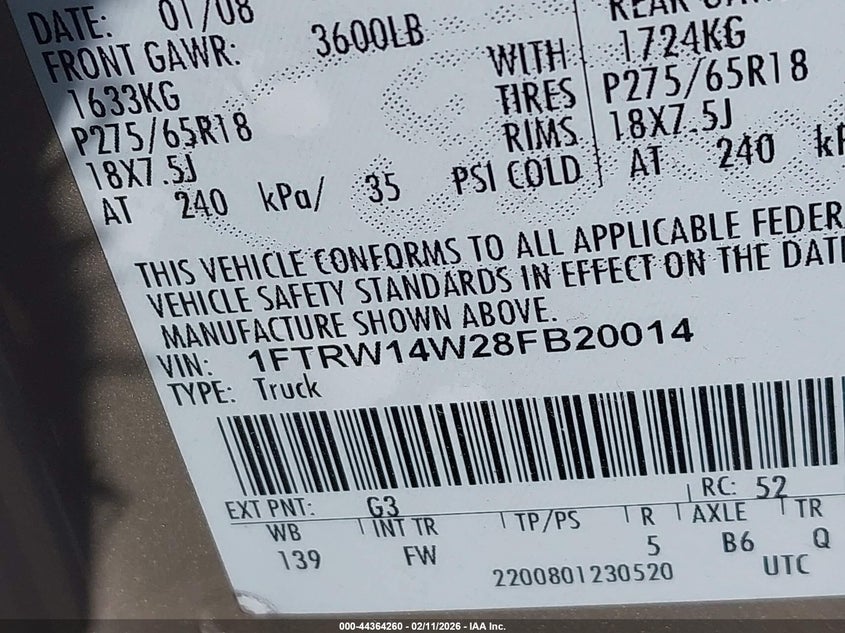 DATE: 01/08
FRONT GAWR: 3600LB
1633KG
P275/65R18
18X7.5J
AT 240 kPa/ 35 PSI COLD
WITH
TIRES
RIMS
REAR
1724KG
P275/65R18
18X7.5J
AT 240
THIS VEHICLE CONFORMS TO ALL APPLICABLE FEDER
VEHICLE SAFETY STANDARDS IN EFFECT ON THE DATE
MANUFACTURE SHOWN ABOVE.
VIN: 1FTRW14W28FB20014
TYPE: Truck
EXT PNT: G3 RC: 52
WB INT TR TP/PS R AXLE TR
139 FW 5 B6 Q
2200801230520 UTC
000-44364260 - 02/11/2026 - IAA Inc.